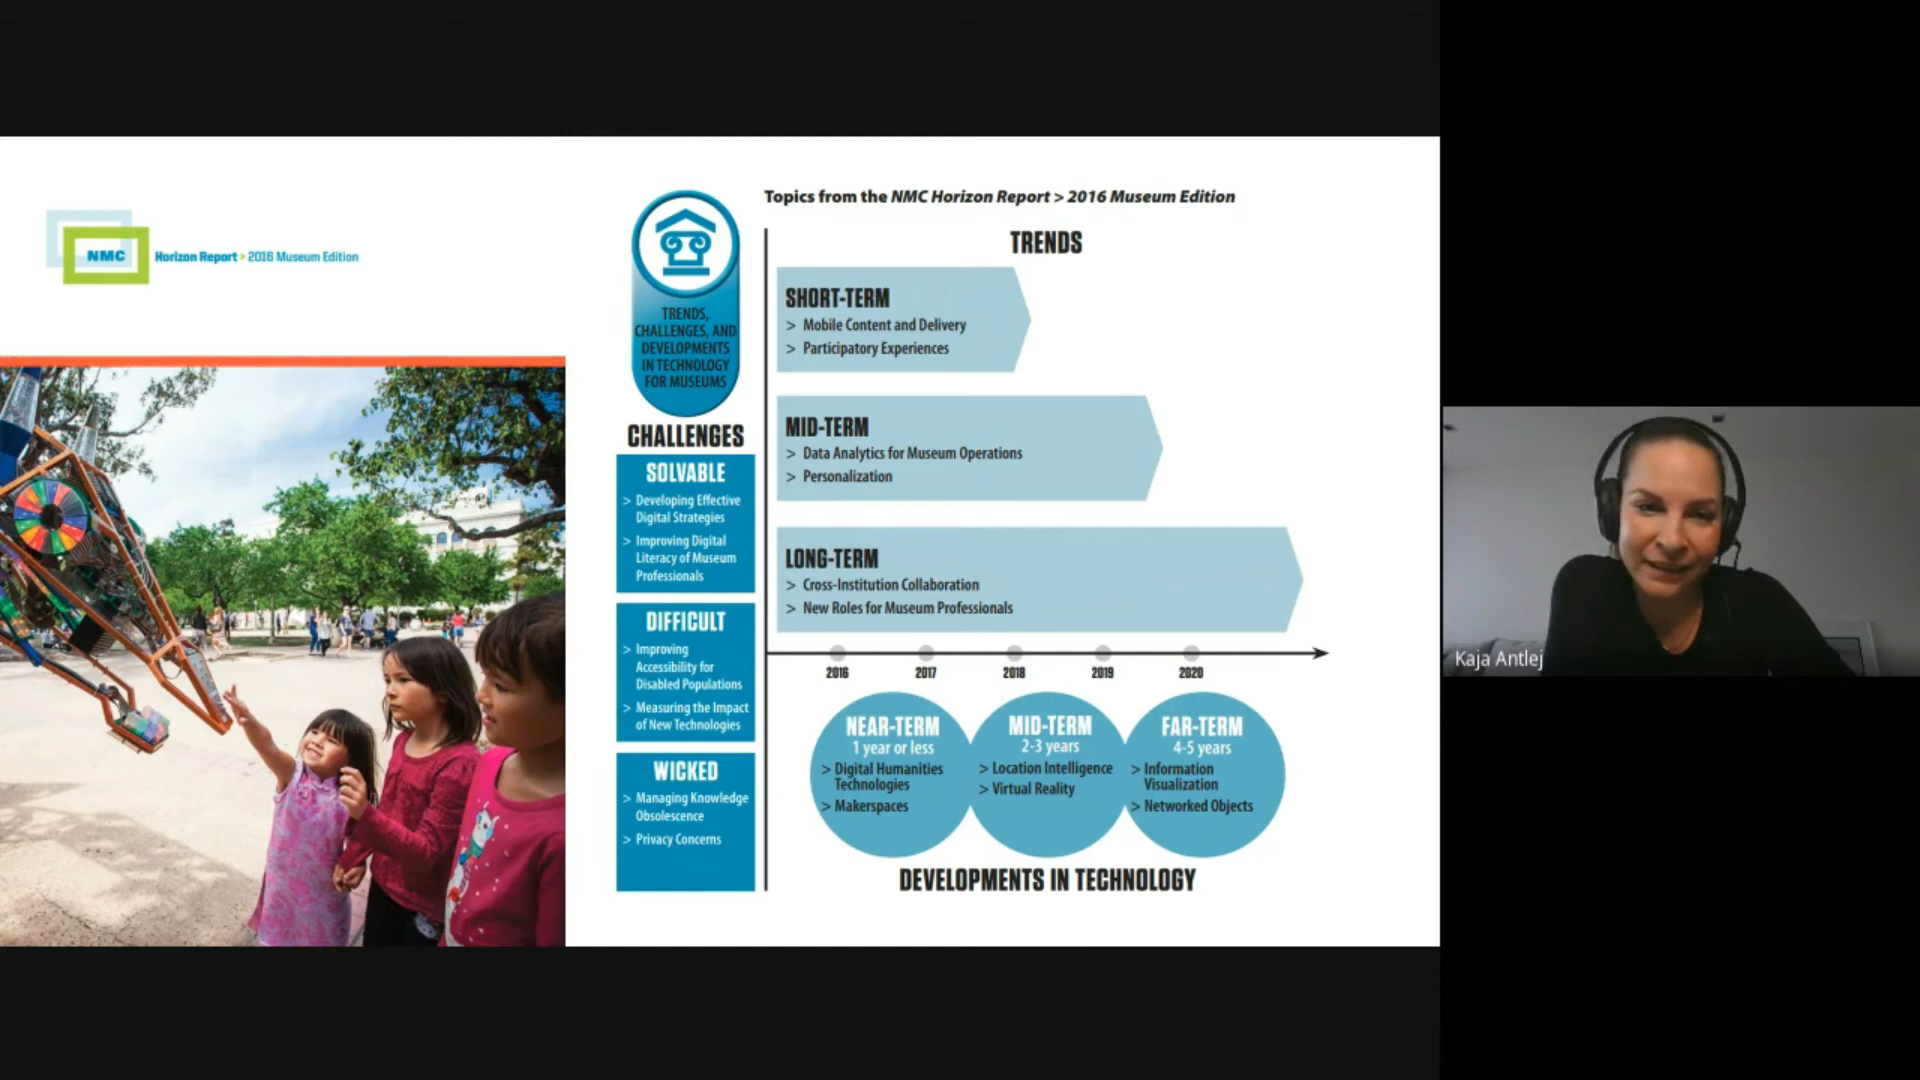 NMC
Horizon Report > 2016 Museum Edition
TRENDS,
CHALLENGES, AND
DEVELOPMENTS
IN TECHNOLOGY
FOR MUSEUMS
CHALLENGES
SOLVABLE
> Developing Effective
Digital Strategies
> Improving Digital
Literacy of Museum
Professionals
DIFFICULT
> Improving
Accessibility for
Disabled Populations
> Measuring the Impact
of New Technologies
WICKED
> Managing Knowledge
Obsolescence
> Privacy Concerns
Topics from the NMC Horizon Report > 2016 Museum Edition
TRENDS
SHORT-TERM
> Mobile Content and Delivery
> Participatory Experiences
MID-TERM
> Data Analytics for Museum Operations
> Personalization
LONG-TERM
> Cross-Institution Collaboration
> New Roles for Museum Professionals
2016 2017 2018 2019 2020
NEAR-TERM
1 year or less
> Digital Humanities
Technologies
> Makerspaces
MID-TERM
2-3 years
> Location Intelligence
> Virtual Reality
FAR-TERM
4-5 years
> Information
Visualization
> Networked Objects
DEVELOPMENTS IN TECHNOLOGY
Kaja Antlej